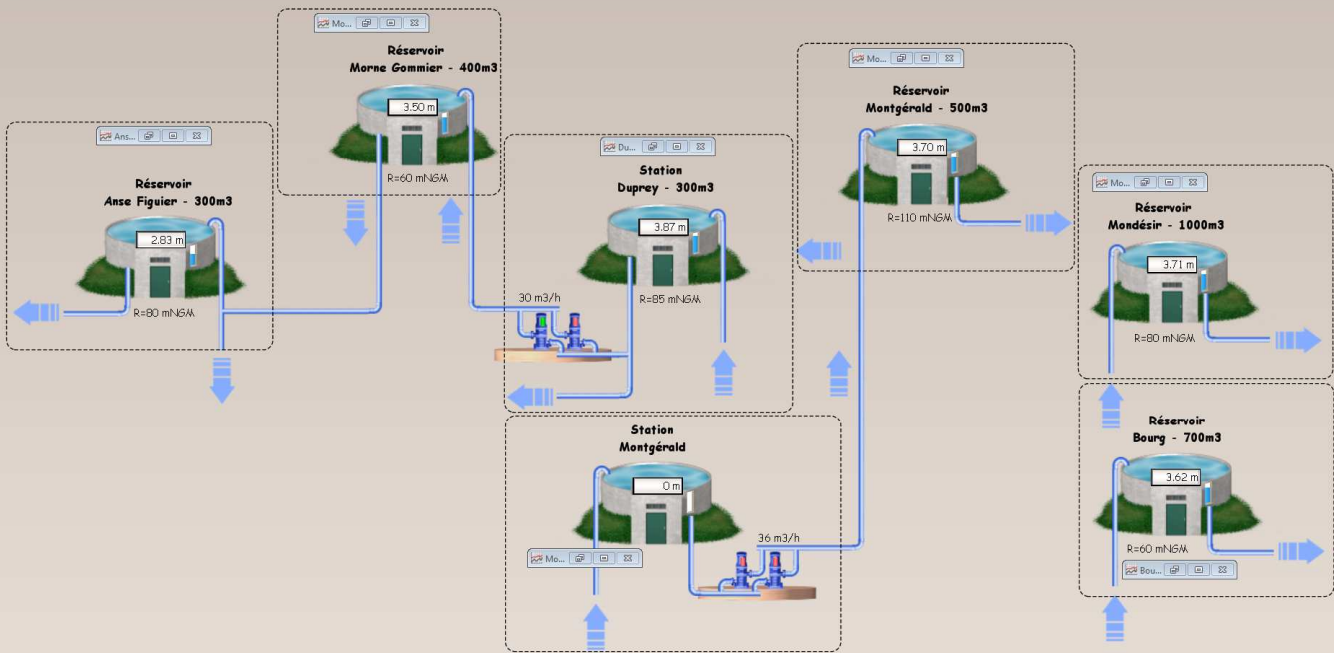 Mo...
Réservoir
Morne Gommier - 400m3
3.50 m
R=60 mNGM
Ans...
Réservoir
Anse Figuier - 300m3
2.83 m
R=80 mNGM
Du...
Station
Duprey - 300m3
3.87 m
R=85 mNGM
30 m3/h
Mo...
Réservoir
Montgérald - 500m3
3.70 m
R=110 mNGM
Mo...
Réservoir
Mondésir - 1000m3
3.71 m
R=80 mNGM
Station
Montgérald
0 m
Mo...
36 m3/h
Réservoir
Bourg - 700m3
3.62 m
R=60 mNGM
Bou...